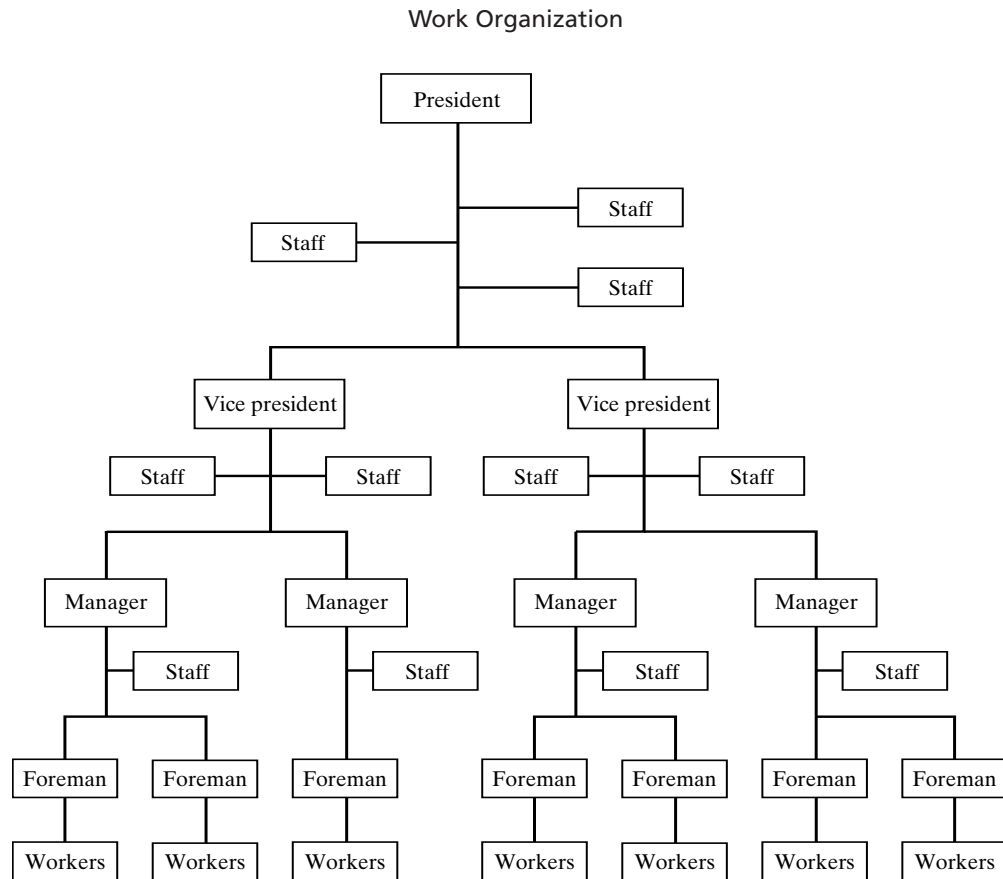 Work Organization
President
Staff
Staff
Staff
Vice president
Vice president
Staff
Staff
Staff
Staff
Manager
Manager
Manager
Manager
Staff
Staff
Staff
Staff
Foreman
Foreman
Foreman
Foreman
Foreman
Foreman
Foreman
Workers
Workers
Workers
Workers
Workers
Workers
Workers